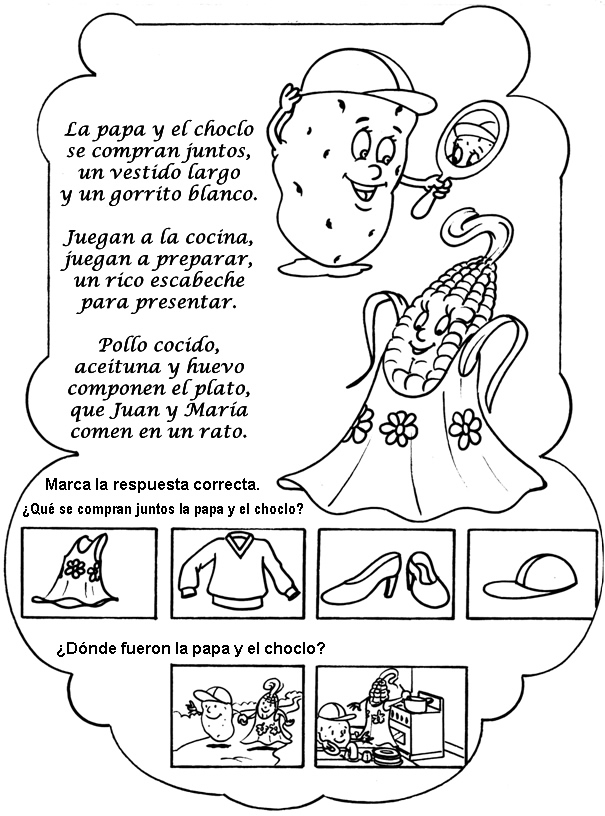 La papa y el choclo
se compran juntos,
un vestido largo
y un gorrito blanco.
Juegan a la cocina,
juegan a preparar,
un rico escabeche
para presentar.
Pollo cocido,
aceituna y huevo
componen el plato,
que Juan y María
comen en un rato.
Marca la respuesta correcta.
¿Qué se compran juntos la papa y el choclo?
¿Dónde fueron la papa y el choclo?